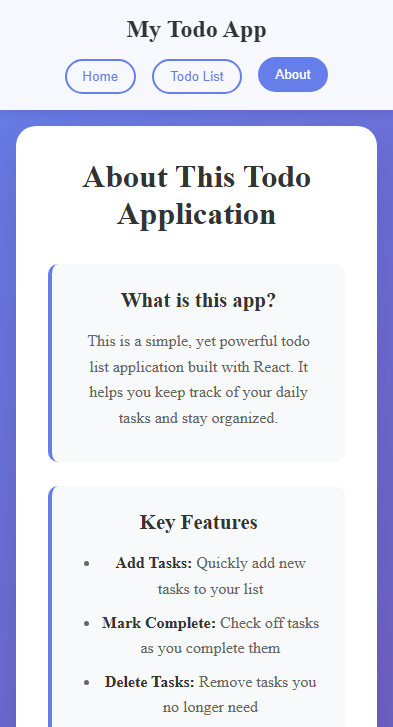 My Todo App
Home
Todo List
About
About This Todo
Application
What is this app?
This is a simple, yet powerful todo
list application built with React. It
helps you keep track of your daily
tasks and stay organized.
Key Features
• Add Tasks: Quickly add new
tasks to your list
• Mark Complete: Check off tasks
as you complete them
• Delete Tasks: Remove tasks you
no longer need